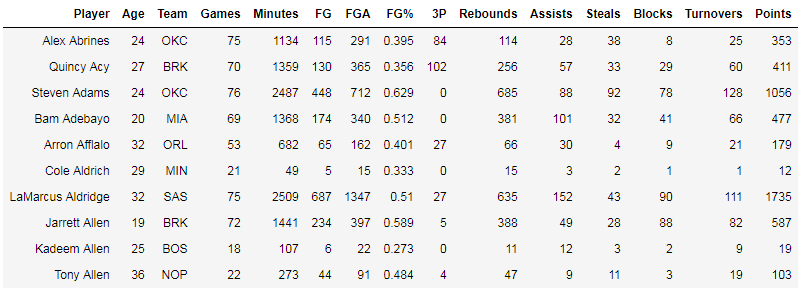 Player Age Team Games Minutes FG FGA FG% 3P Rebounds Assists Steals Blocks Turnovers Points
Alex Abrines 24 OKC 75 1134 115 291 0.395 84 114 28 38 8 25 353
Quincy Acy 27 BRK 70 1359 130 365 0.356 102 256 57 33 29 60 411
Steven Adams 24 OKC 76 2487 448 712 0.629 0 685 88 92 78 128 1056
Bam Adebayo 20 MIA 69 1368 174 340 0.512 0 381 101 32 41 66 477
Arron Afflalo 32 ORL 53 682 65 162 0.401 27 66 30 4 9 21 179
Cole Aldrich 29 MIN 21 49 5 15 0.333 0 15 3 2 1 1 12
LaMarcus Aldridge 32 SAS 75 2509 687 1347 0.51 27 635 152 43 90 111 1735
Jarrett Allen 19 BRK 72 1441 234 397 0.589 5 388 49 28 88 82 587
Kadeem Allen 25 BOS 18 107 6 22 0.273 0 11 12 3 2 9 19
Tony Allen 36 NOP 22 273 44 91 0.484 4 47 9 11 3 19 103